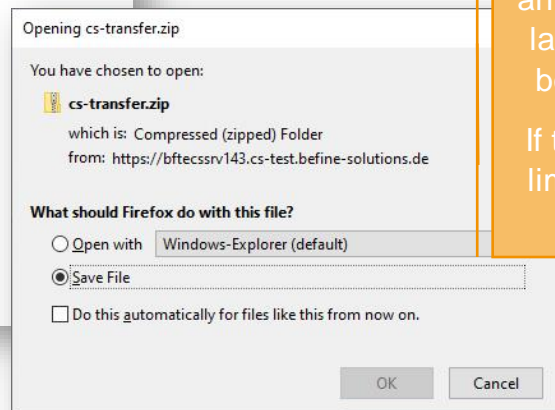 Opening cs-transfer.zip
You have chosen to open:
cs-transfer.zip
which is: Compressed (zipped) Folder
from: https://bftecssrv143.cs-test.befine-solutions.de
What should Firefox do with this file?
Open with Windows-Explorer (default)
Save File
Do this automatically for files like this from now on.
OK Cancel
la
If